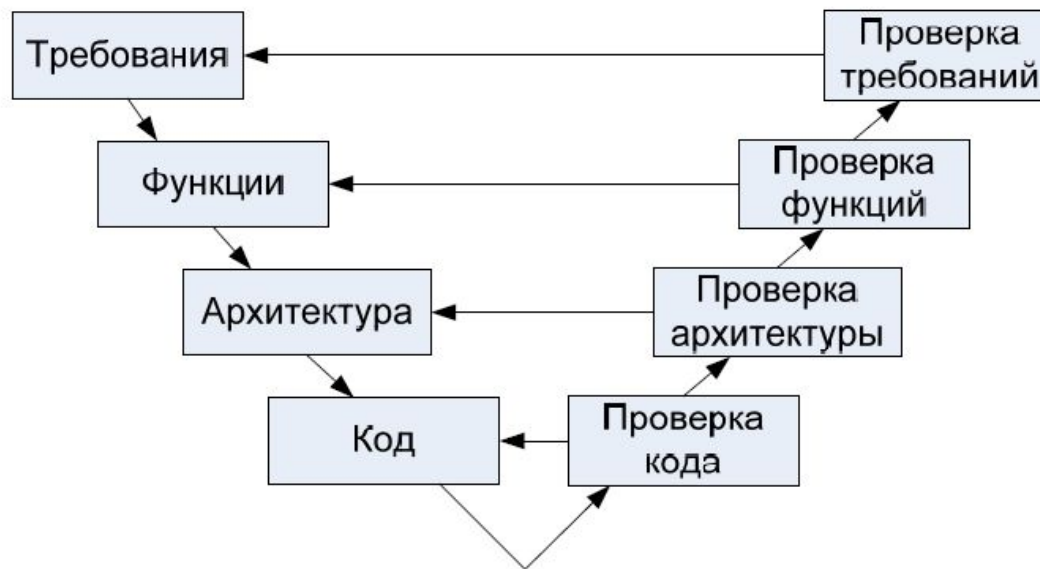 Требования
Проверка
требований
Функции
Проверка
функций
Архитектура
Проверка
архитектуры
Код
Проверка
кода